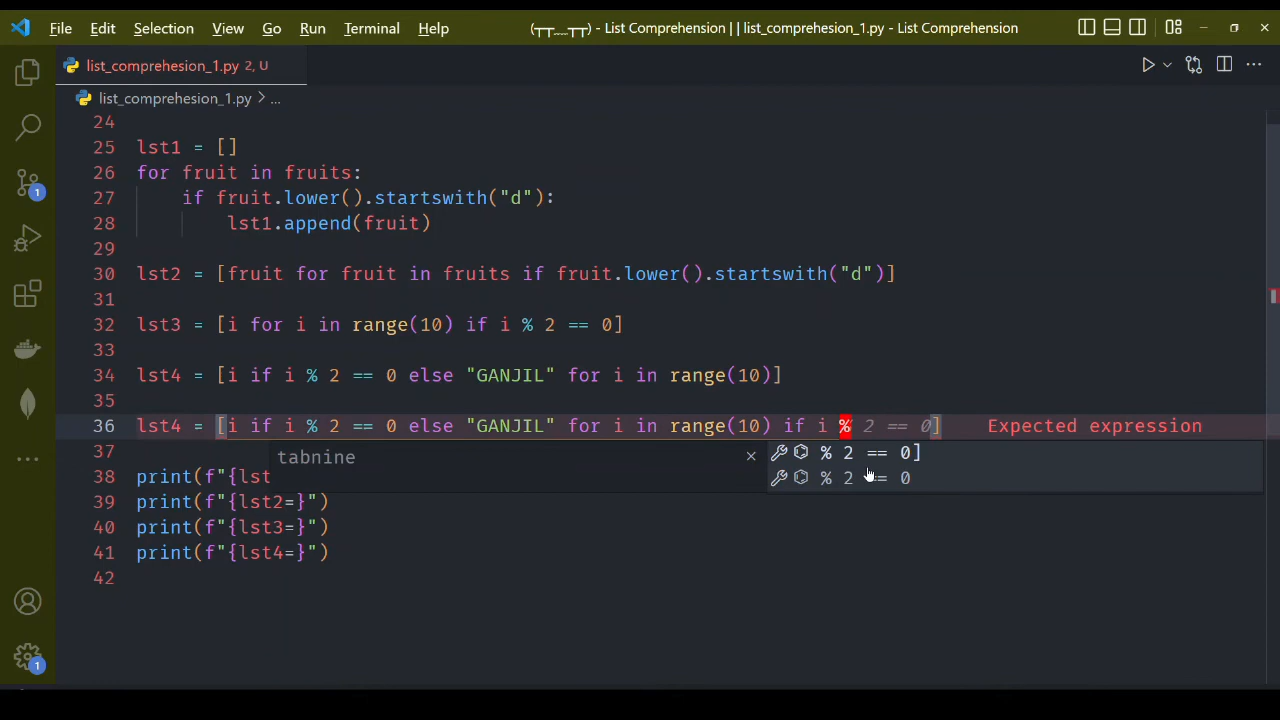 File Edit Selection View Go Run Terminal Help (┬┬﹏┬┬) - List Comprehension | | list_comprehesion_1.py - List Comprehension
list_comprehesion_1.py 2, U
list_comprehesion_1.py > ...
24
25 lst1 = []
26 for fruit in fruits:
27 if fruit.lower().startswith("d"):
28 lst1.append(fruit)
29
30 lst2 = [fruit for fruit in fruits if fruit.lower().startswith("d")]
31
32 lst3 = [i for i in range(10) if i % 2 == 0]
33
34 lst4 = [i if i % 2 == 0 else "GANJIL" for i in range(10)]
35
36 lst4 = [i if i % 2 == 0 else "GANJIL" for i in range(10) if i % 2 == 0] Expected expression
37 tabnine × % 2 == 0]
38 print(f"{lst % 2 == 0
39 print(f"{lst2=}")
40 print(f"{lst3=}")
41 print(f"{lst4=}")
42
1
1